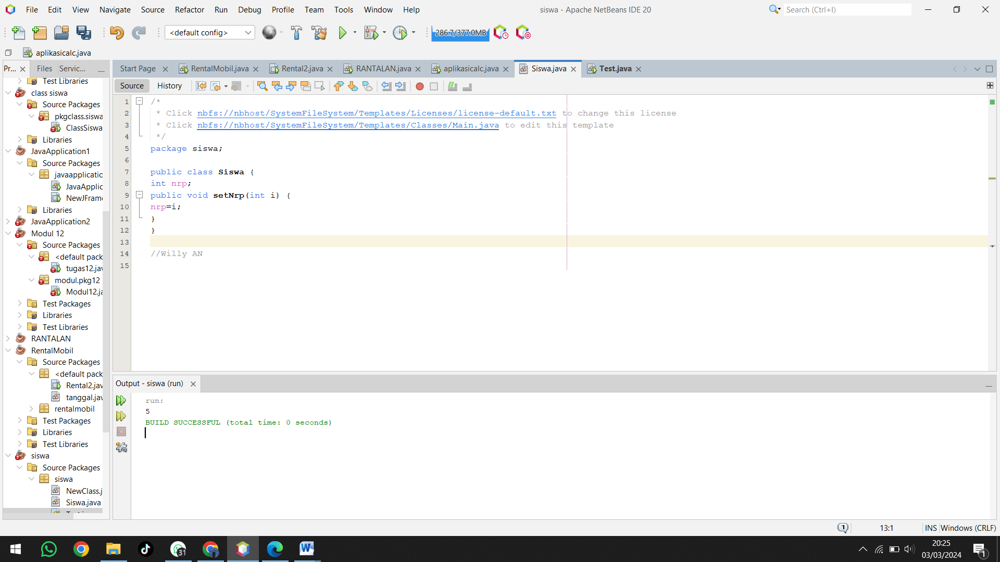 File Edit View Navigate Source Refactor Run Debug Profile Team Tools Window Help
siswa - Apache NetBeans IDE 20
Search (Ctrl+I)
<default config>
286.7/377.0MB
aplikasicalc.java
Pr... Files Servic...
Start Page RentalMobil.java Rental2.java RANTALAN.java aplikasicalc.java Siswa.java Test.java
Source History
Test Libraries
class siswa
Source Packages
pkgclass.siswa
ClassSiswa
Libraries
JavaApplication1
Source Packages
javaapplicatio
JavaApplic
NewJFram
Libraries
JavaApplication2
Modul 12
Source Packages
<default pack
tugas12.jav
modul.pkg12
Modul12.ja
Test Packages
Libraries
Test Libraries
RANTALAN
RentalMobil
Source Packages
<default pack
Rental2.jav
tanggal.jav
rentalmobil
Test Packages
Libraries
Test Libraries
siswa
Source Packages
siswa
NewClass.j
Siswa.java
1 /*
2 * Click nbfs://nbhost/SystemFileSystem/Templates/Licenses/license-default.txt to change this license
3 * Click nbfs://nbhost/SystemFileSystem/Templates/Classes/Main.java to edit this template
4 */
5 package siswa;
6
7 public class Siswa {
8 int nrp;
9 public void setNrp(int i) {
10 nrp=i;
11 }
12 }
13
14 //Willy AN
15
Output - siswa (run)
run:
5
BUILD SUCCESSFUL (total time: 0 seconds)
1 13:1 INS Windows (CRLF)
31
20:25
03/03/2024
1